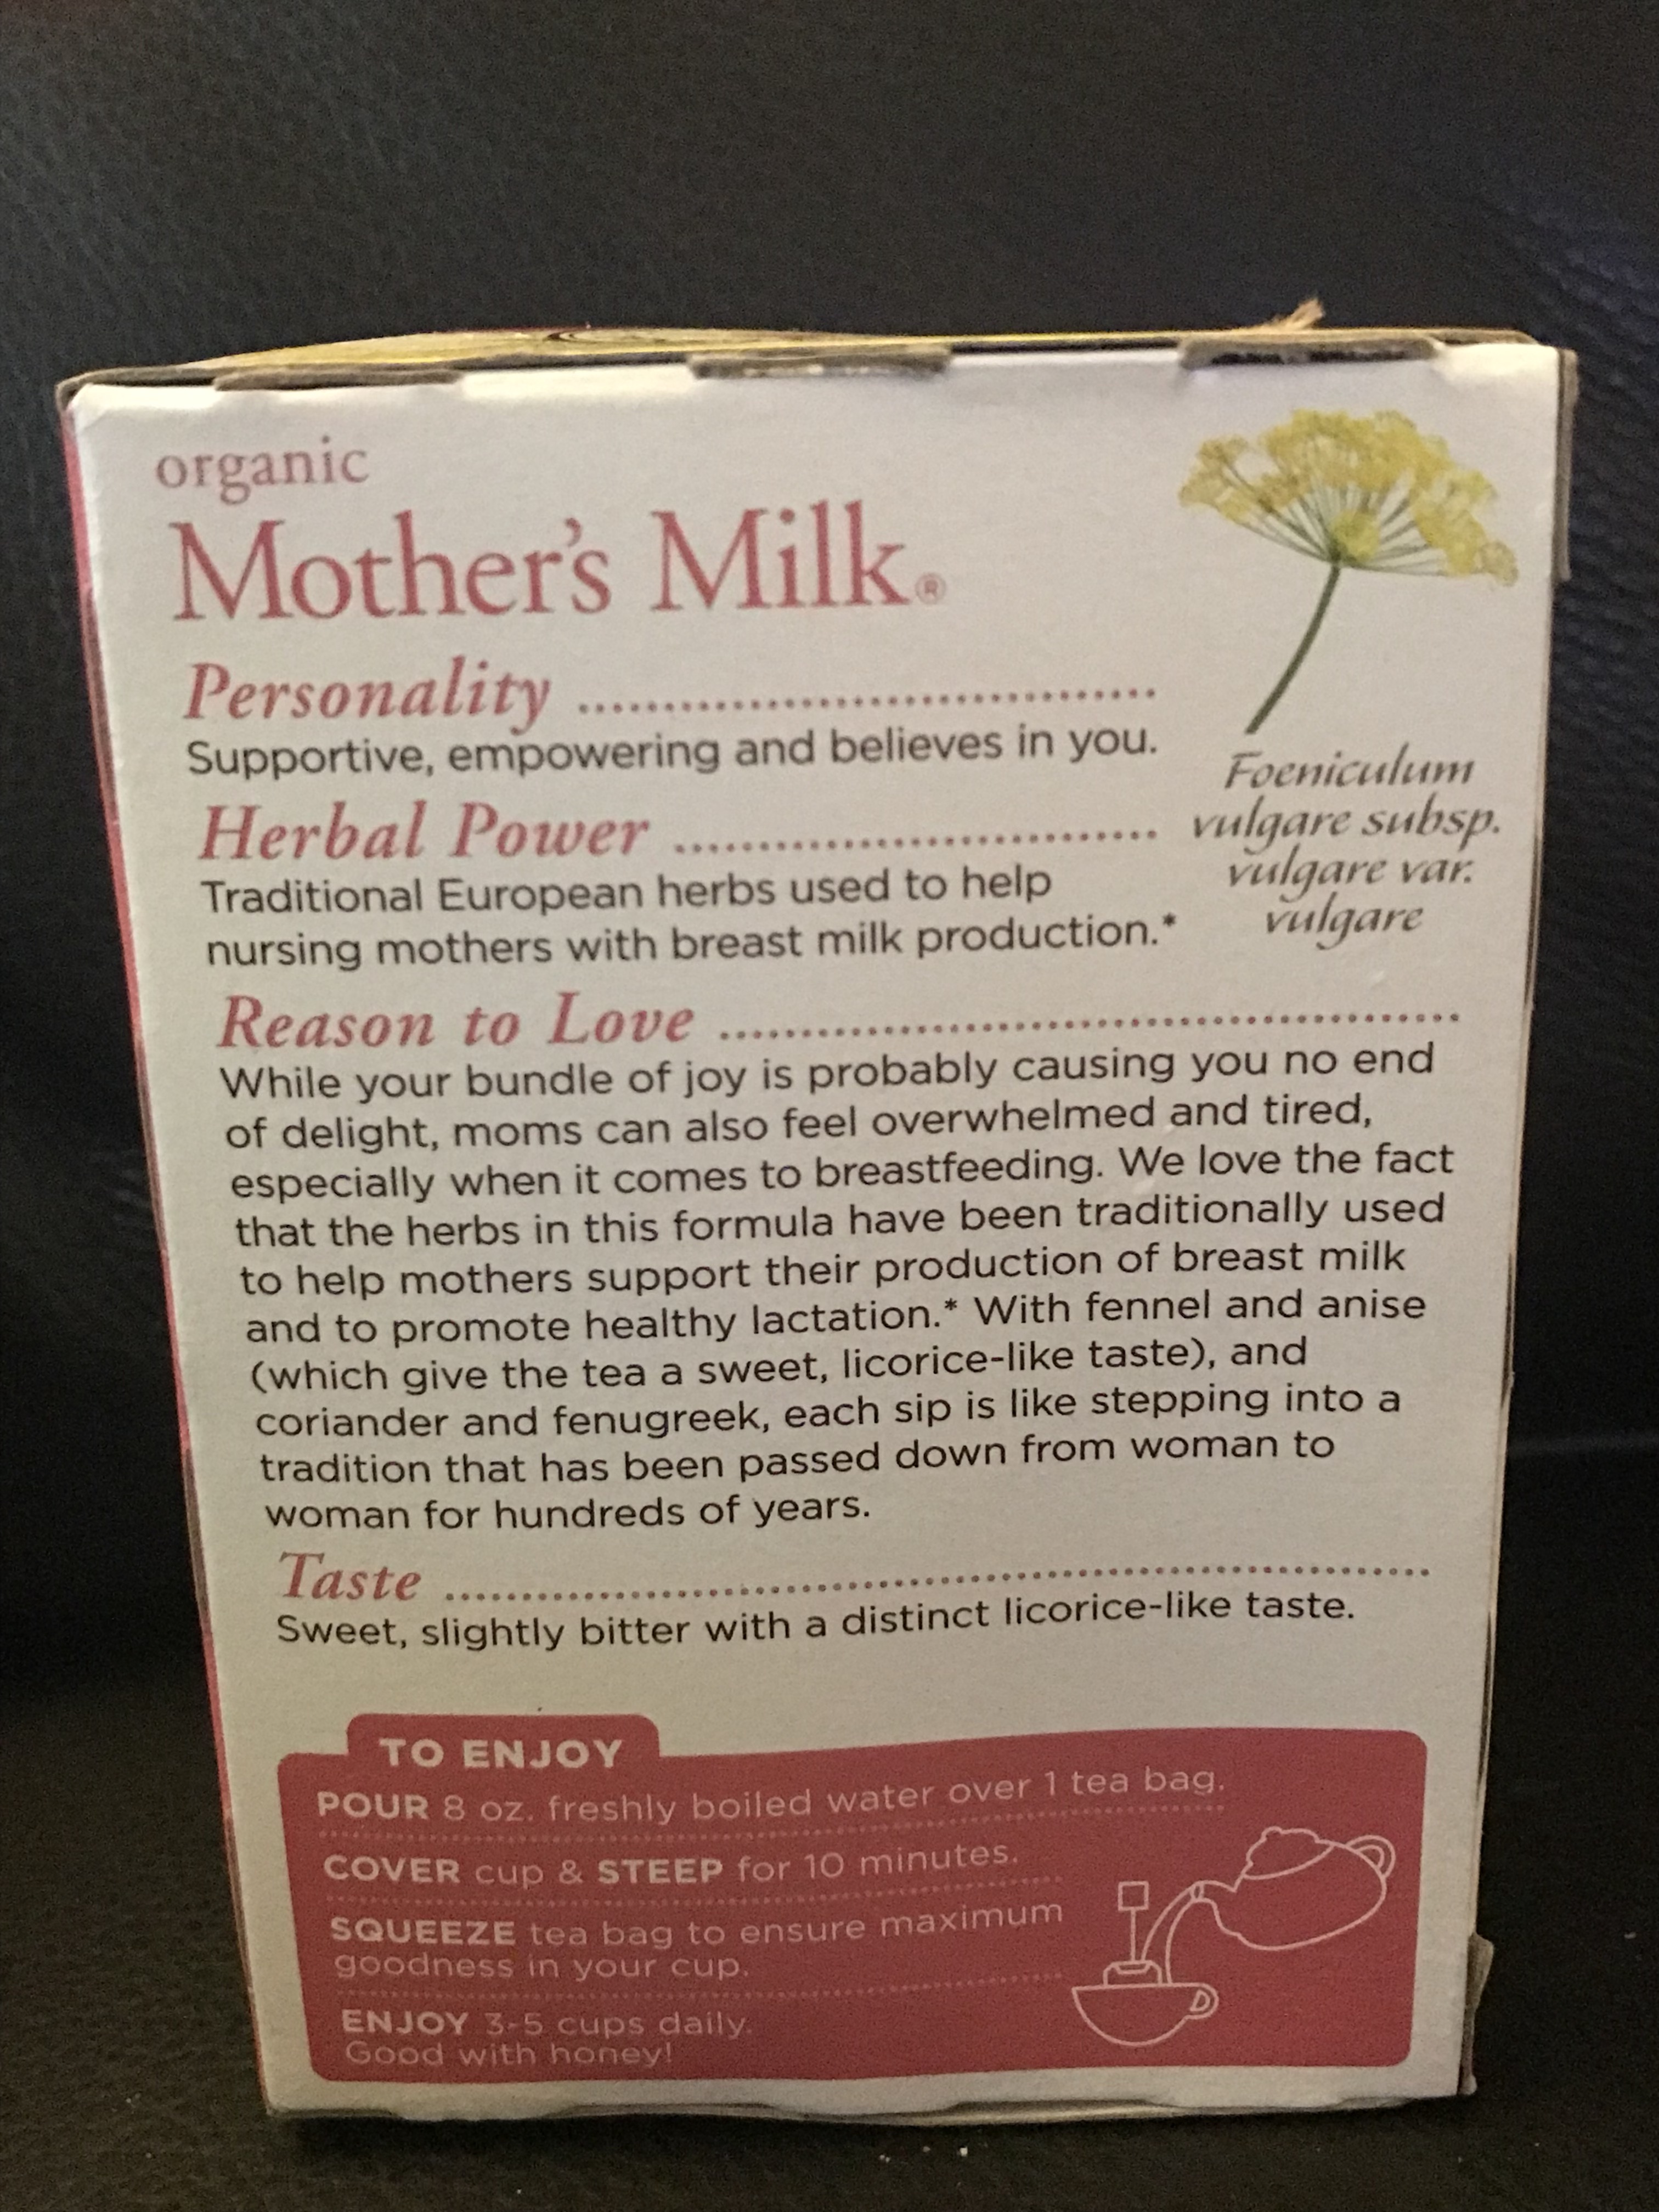 organic
Mother's Milk®
Personality
Supportive, empowering and believes in you.
Herbal Power
Traditional European herbs used to help
nursing mothers with breast milk production.*
Foeniculum
vulgare subsp.
vulgare var.
vulgare
Reason to Love
While your bundle of joy is probably causing you no end
of delight, moms can also feel overwhelmed and tired,
especially when it comes to breastfeeding. We love the fact
that the herbs in this formula have been traditionally used
to help mothers support their production of breast milk
and to promote healthy lactation.* With fennel and anise
(which give the tea a sweet, licorice-like taste), and
coriander and fenugreek, each sip is like stepping into a
tradition that has been passed down from woman to
woman for hundreds of years.
Taste
Sweet, slightly bitter with a distinct licorice-like taste.
TO ENJOY
POUR 8 oz. freshly boiled water over 1 tea bag.
COVER cup & STEEP for 10 minutes.
SQUEEZE tea bag to ensure maximum
goodness in your cup.
ENJOY 3-5 cups daily.
Good with honey!